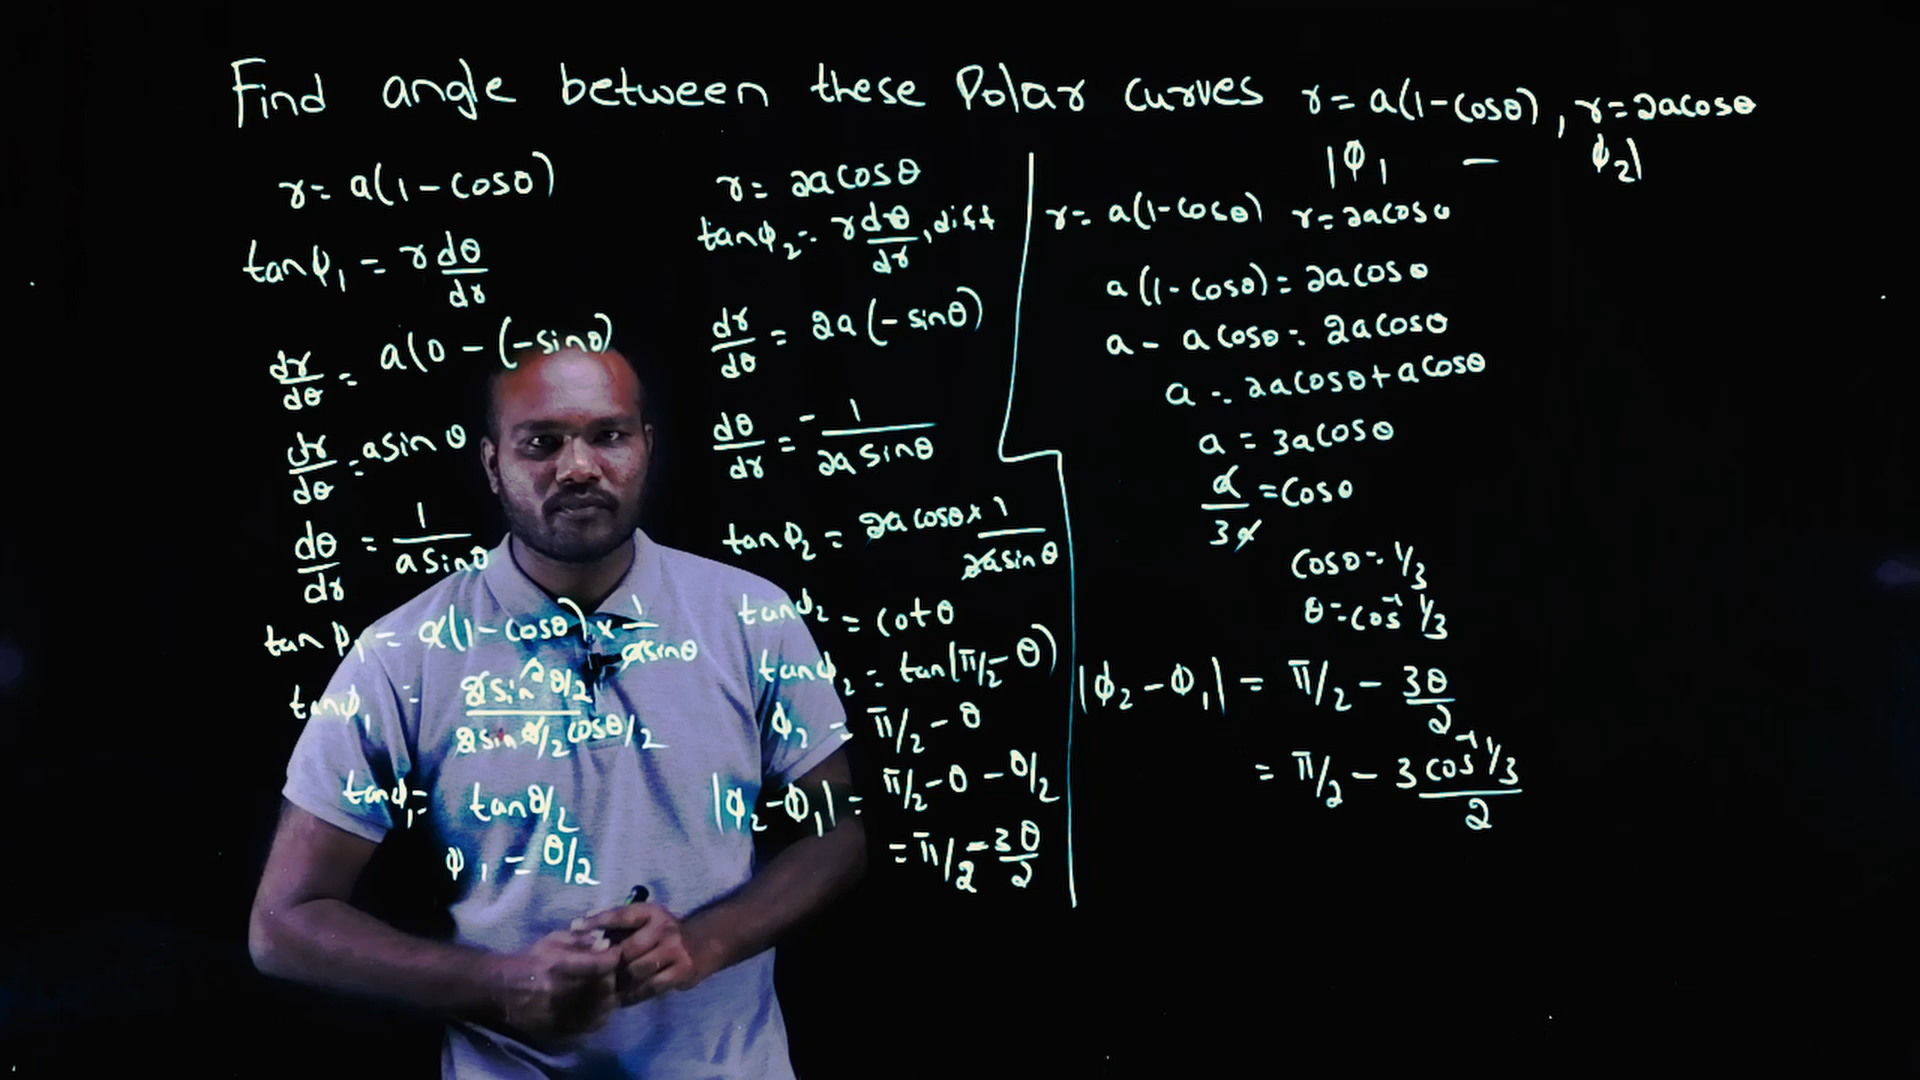 Find angle between these Polar curves r = a(1-cosθ), r = 2acosθ
|ϕ₁ - ϕ₂|
r = a(1-cosθ)
tanϕ₁ = r dθ/dr
dr/dθ = a(0 - (-sinθ)
dr/dθ = asinθ
dθ/dr = 1/asinθ
tanϕ₁ = a(1-cosθ) × 1/asinθ
tanϕ₁ = 2sin²θ/2 / 2sinθ/2 cosθ/2
tanϕ₁ = tanθ/2
ϕ₁ = θ/2
r = 2acosθ
tanϕ₂ = r dθ/dr, diff
dr/dθ = 2a(-sinθ)
dθ/dr = - 1/2asinθ
tanϕ₂ = 2acosθ × 1/2asinθ
tanϕ₂ = cotθ
tanϕ₂ = tan(π/2 - θ)
ϕ₂ = π/2 - θ
|ϕ₂ - ϕ₁| = π/2 - θ - θ/2
= π/2 - 3θ/2
r = a(1-cosθ) r = 2acosθ
a(1-cosθ) = 2acosθ
a - acosθ = 2acosθ
a = 2acosθ + acosθ
a = 3acosθ
a/3a = cosθ
cosθ = 1/3
θ = cos⁻¹ 1/3
|ϕ₂ - ϕ₁| = π/2 - 3θ/2
= π/2 - 3cos⁻¹1/3 / 2